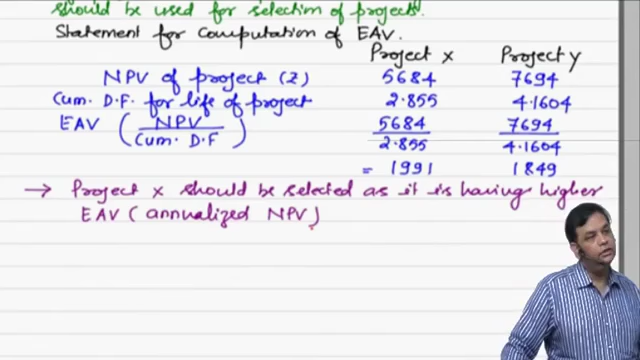 should be used for selection of projects.
Statement for Computation of EAV.
Project x Project y
NPV of project (z) 5684 7694
Cum. D.F. for life of project 2.855 4.1604
EAV (NPV / Cum. D.F) 5684 / 2.855 7694 / 4.1604
= 1991 1849
→ Project x should be selected as it is having higher
EAV (annualized NPV)